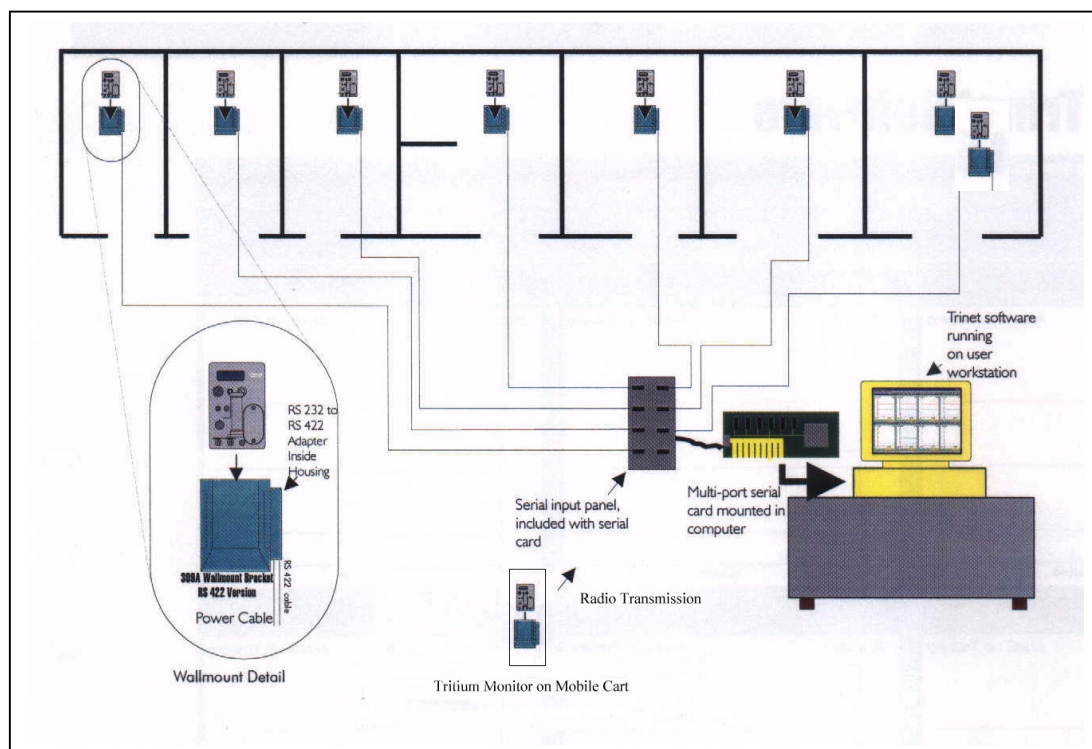 Trinet software
running
on user
workstation
RS 232 to
RS 422
Adapter
Inside
Housing
Serial input panel,
included with serial
card
Multi-port serial
card mounted in
computer
309A Wallmount Bracket
RS 422 Version
RS 422 cable
Power Cable
Radio Transmission
Wallmount Detail
Tritium Monitor on Mobile Cart